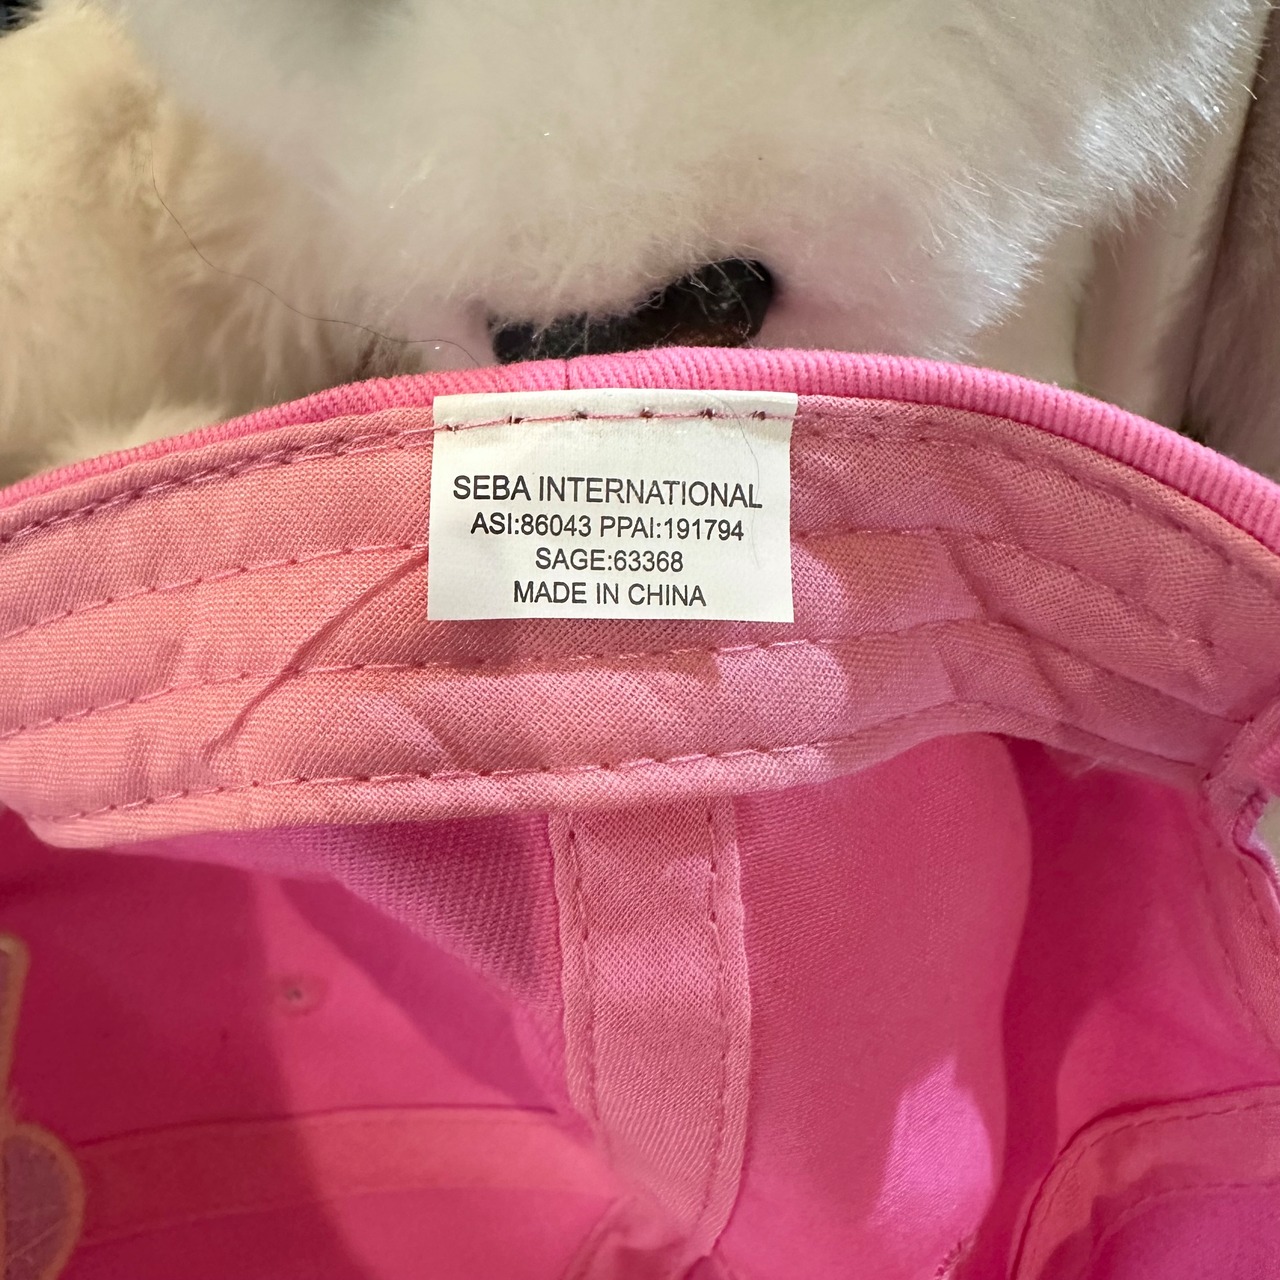 SEBA INTERNATIONAL
ASI:86043 PPAI:191794
SAGE:63368
MADE IN CHINA